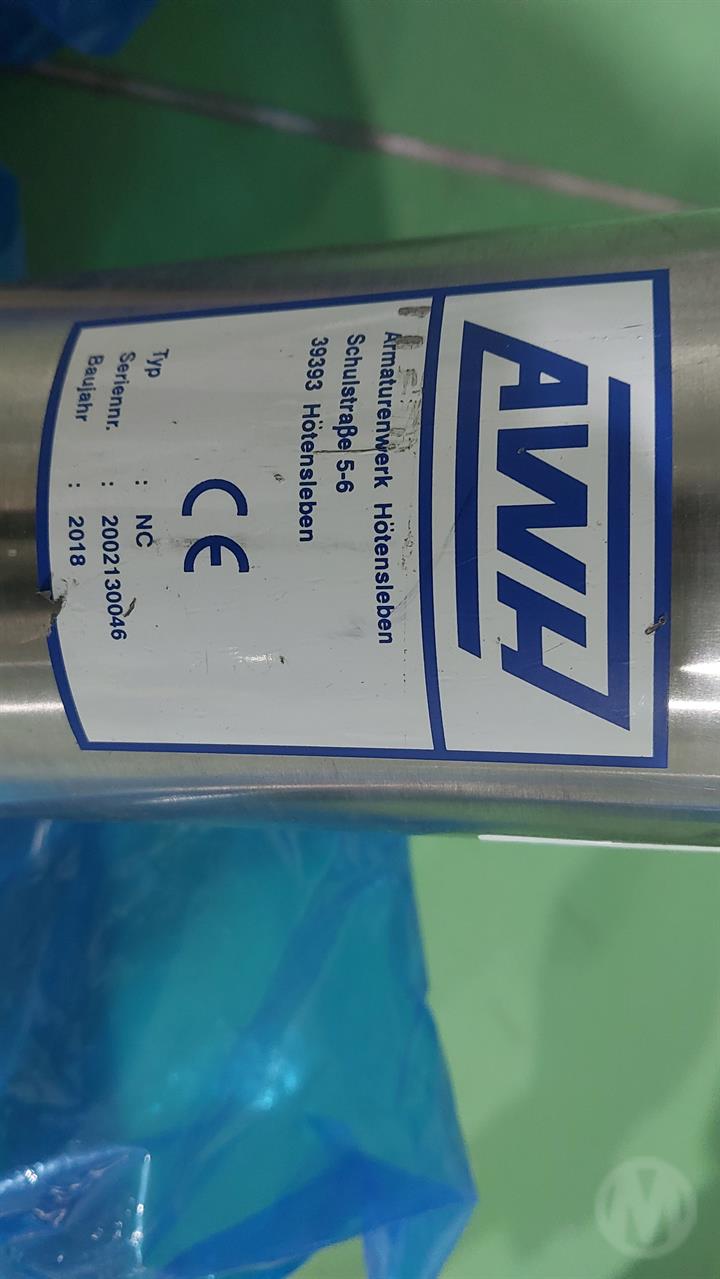 AWH
Armaturenwerk Hötensleben
Schulstraße 5-6
39393 Hötensleben
CE
Typ : NC
Seriennr. : 2002130046
Baujahr : 2018
M